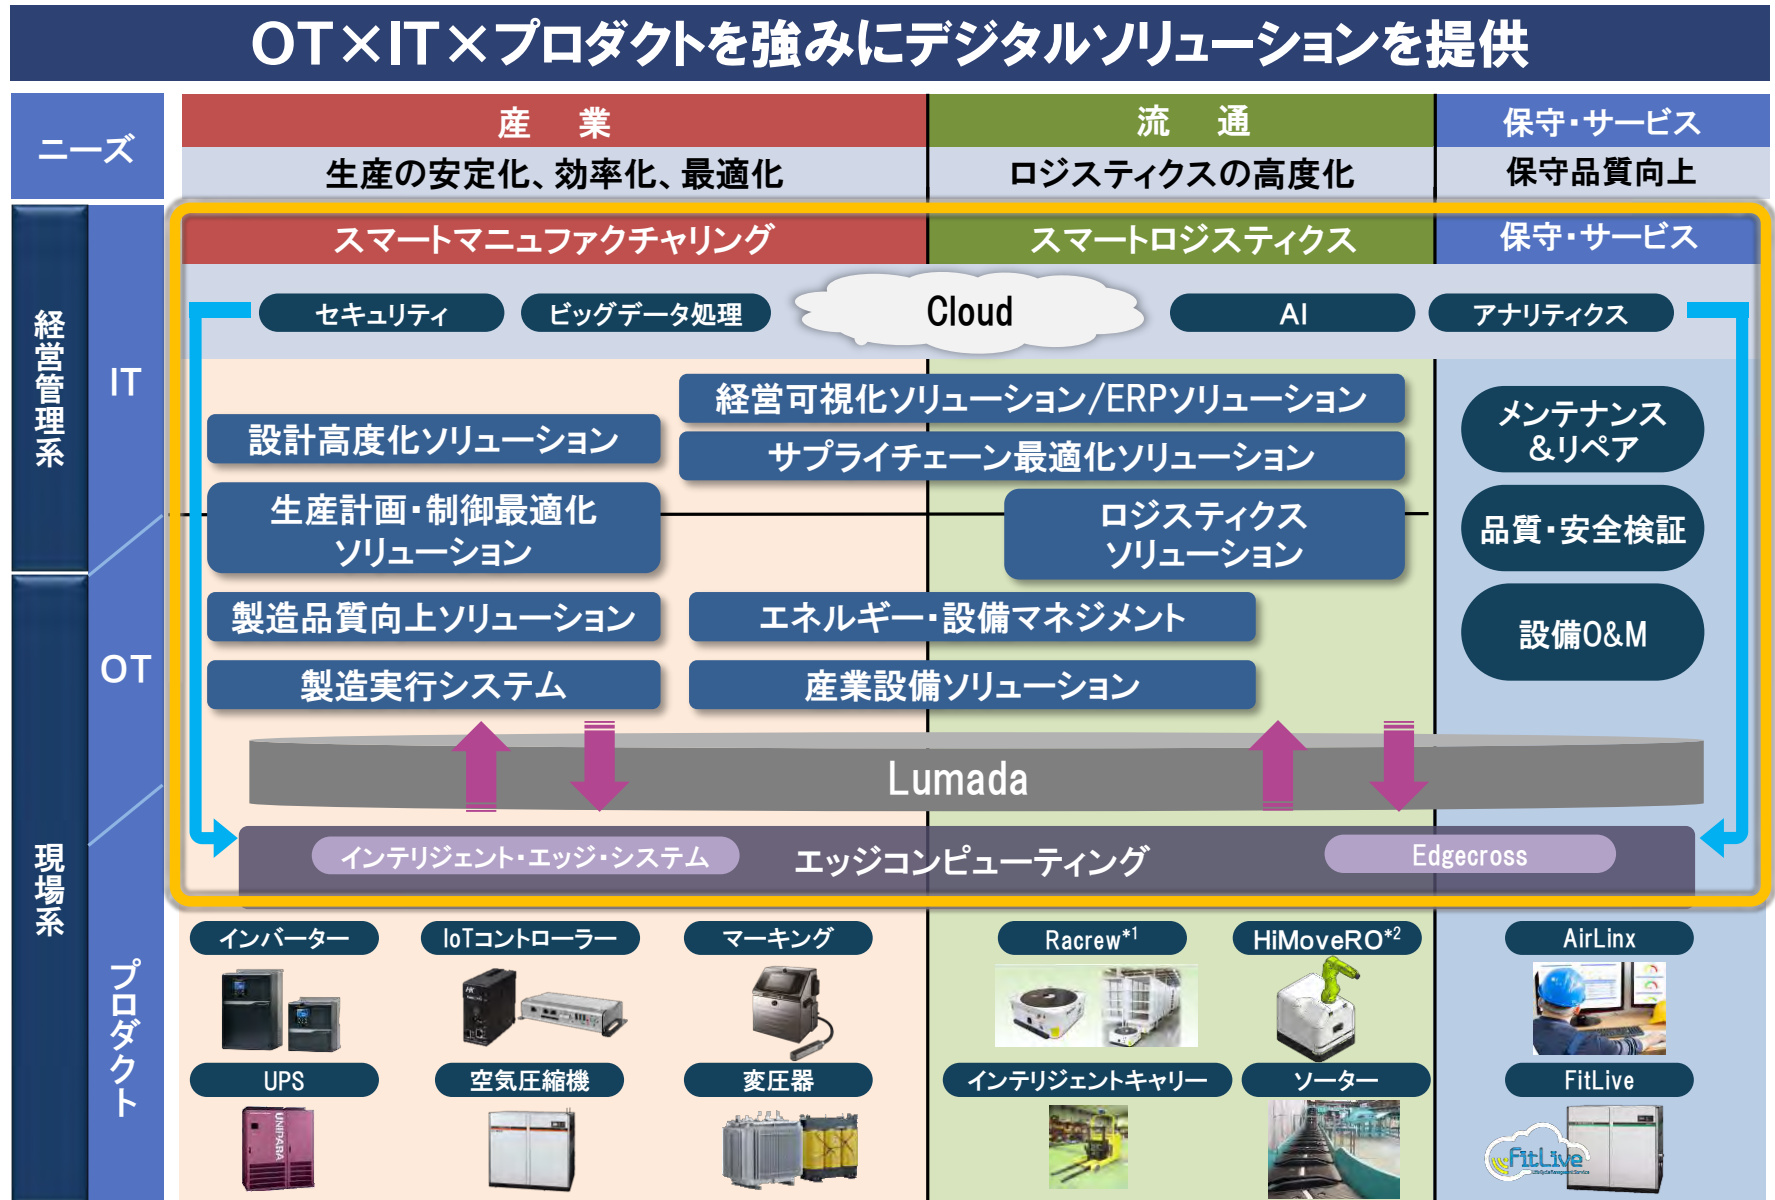 OT×IT×プロダクトを強みにデジタルソリューションを提供
ニーズ
産 業
流 通
保守・サービス
生産の安定化、効率化、最適化
ロジスティクスの高度化
保守品質向上
経営管理系
IT
スマートマニュファクチャリング
スマートロジスティクス
保守・サービス
セキュリティ
ビッグデータ処理
Cloud
AI
アナリティクス
経営可視化ソリューション/ERPソリューション
設計高度化ソリューション
サプライチェーン最適化ソリューション
メンテナンス
&リペア
生産計画・制御最適化
ソリューション
ロジスティクス
ソリューション
品質・安全検証
現場系
OT
製造品質向上ソリューション
エネルギー・設備マネジメント
設備O&M
製造実行システム
産業設備ソリューション
Lumada
インテリジェント・エッジ・システム
エッジコンピューティング
Edgecross
プロダクト
インバーター
IoTコントローラー
マーキング
Racrew*1
HiMoveRO*2
AirLinx
UPS
空気圧縮機
変圧器
インテリジェントキャリー
ソーター
FitLive
UNIPARA
FitLive